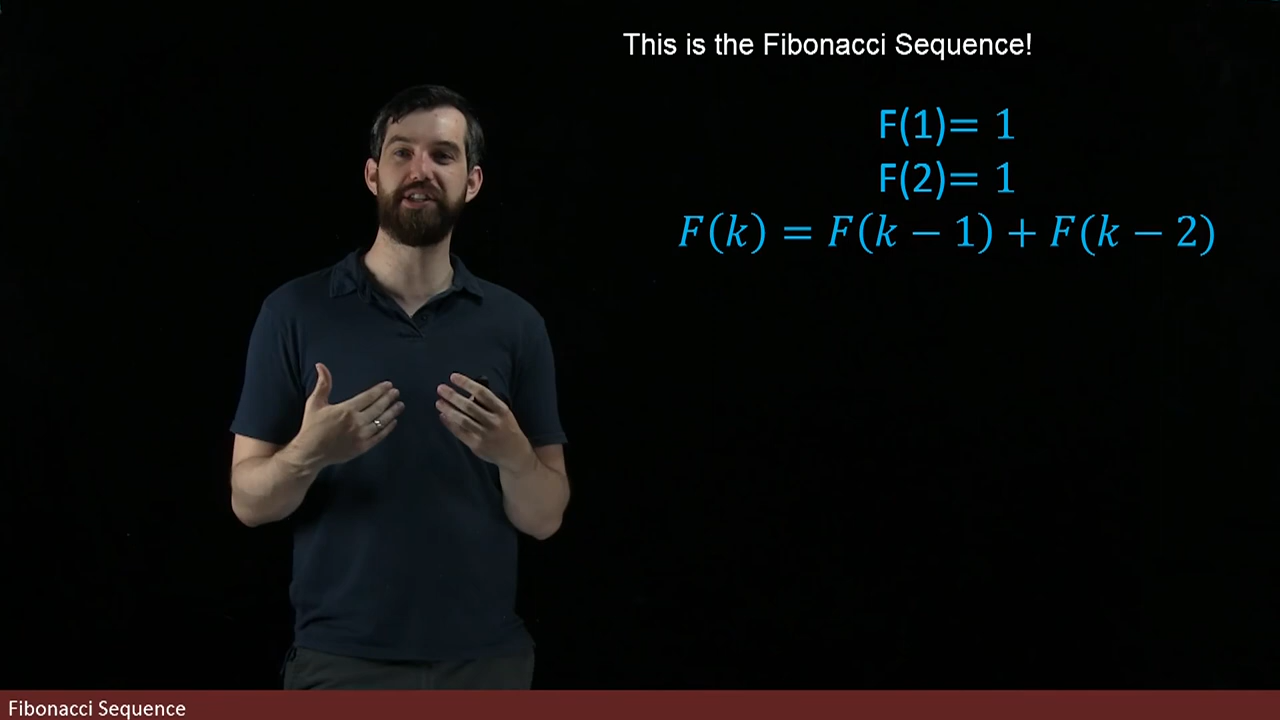 This is the Fibonacci Sequence!
F(1)= 1
F(2)= 1
F(k) = F(k − 1) + F(k − 2)
Fibonacci Sequence